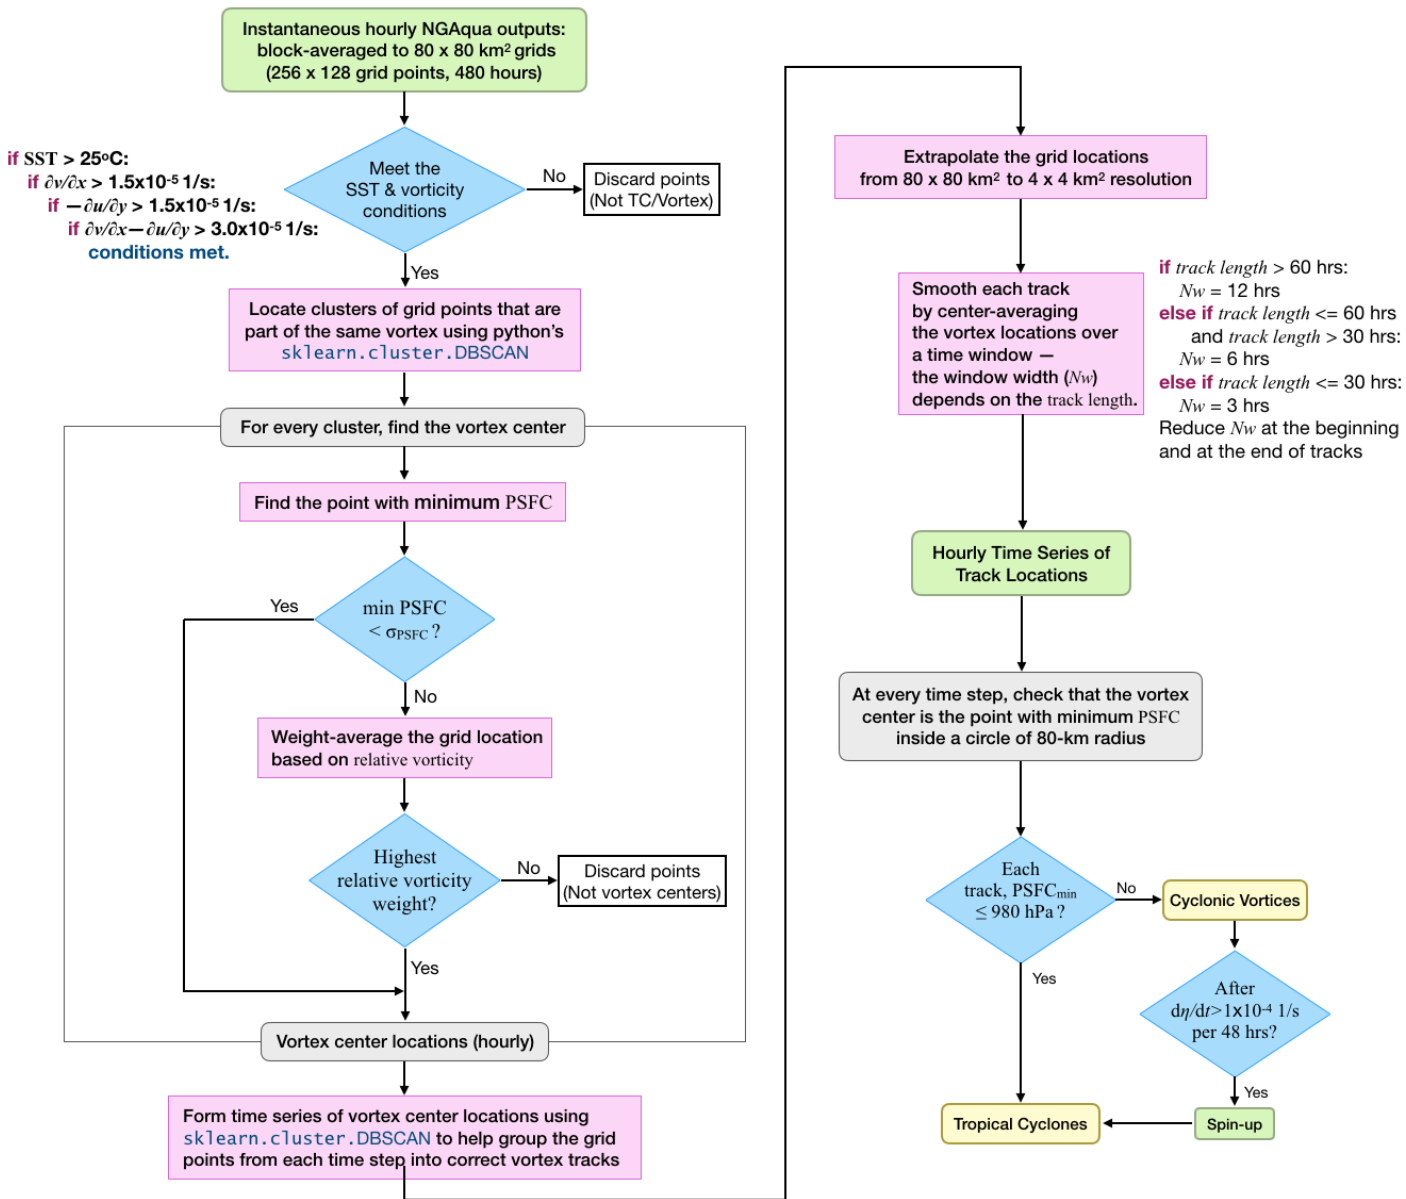 Instantaneous hourly NGAqua outputs:
block-averaged to 80 x 80 km² grids
(256 x 128 grid points, 480 hours)
if SST > 25ºC:
if ∂v/∂x > 1.5x10⁻⁵ 1/s:
if −∂u/∂y > 1.5x10⁻⁵ 1/s:
if ∂v/∂x−∂u/∂y > 3.0x10⁻⁵ 1/s:
conditions met.
Meet the
SST & vorticity
conditions
No
Discard points
(Not TC/Vortex)
Yes
Locate clusters of grid points that are
part of the same vortex using python's
sklearn.cluster.DBSCAN
For every cluster, find the vortex center
Find the point with minimum PSFC
Yes
min PSFC
< σPSFC ?
No
Weight-average the grid location
based on relative vorticity
Highest
relative vorticity
weight?
No
Discard points
(Not vortex centers)
Yes
Vortex center locations (hourly)
Form time series of vortex center locations using
sklearn.cluster.DBSCAN to help group the grid
points from each time step into correct vortex tracks
Extrapolate the grid locations
from 80 x 80 km² to 4 x 4 km² resolution
Smooth each track
by center-averaging
the vortex locations over
a time window —
the window width (Nw)
depends on the track length.
if track length > 60 hrs:
Nw = 12 hrs
else if track length <= 60 hrs
and track length > 30 hrs:
Nw = 6 hrs
else if track length <= 30 hrs:
Nw = 3 hrs
Reduce Nw at the beginning
and at the end of tracks
Hourly Time Series of
Track Locations
At every time step, check that the vortex
center is the point with minimum PSFC
inside a circle of 80-km radius
Each
track, PSFCmin
≤ 980 hPa ?
No
Cyclonic Vortices
Yes
After
dη/dt>1x10⁻⁴ 1/s
per 48 hrs?
Yes
Spin-up
Tropical Cyclones